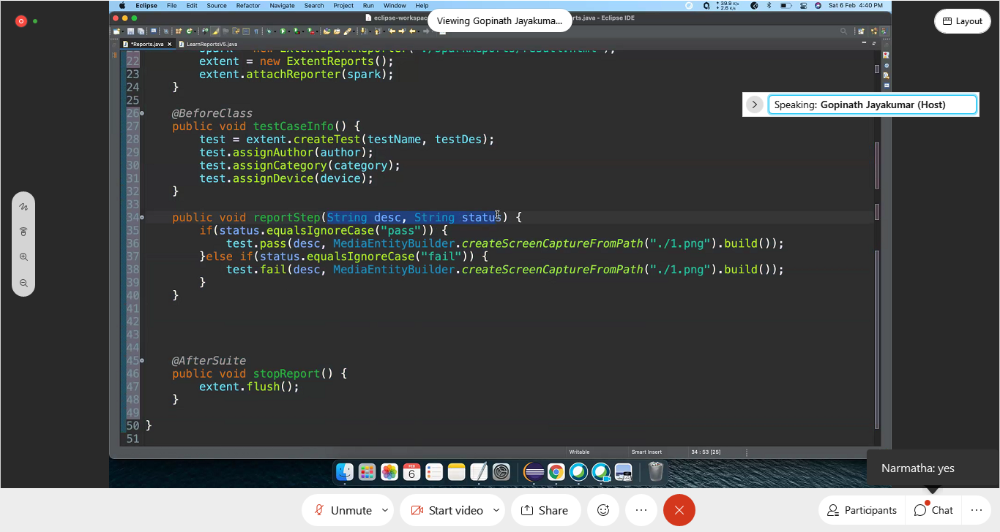 Eclipse File Edit Source Refactor Navigate Search Project Run Window Help
39.9 K/s
2.6 K/s
Sat 6 Feb 4:40 PM
Viewing Gopinath Jayakuma...
Layout
eclipse-workspac
rts.java - Eclipse IDE
*Reports.java
LearnReportsV5.java
Speaking: Gopinath Jayakumar (Host)
22 extent = new ExtentReports();
23 extent.attachReporter(spark);
24 }
25
26 @BeforeClass
27 public void testCaseInfo() {
28 test = extent.createTest(testName, testDes);
29 test.assignAuthor(author);
30 test.assignCategory(category);
31 test.assignDevice(device);
32 }
33
34 public void reportStep(String desc, String status) {
35 if(status.equalsIgnoreCase("pass")) {
36 test.pass(desc, MediaEntityBuilder.createScreenCaptureFromPath("./1.png").build());
37 }else if(status.equalsIgnoreCase("fail")) {
38 test.fail(desc, MediaEntityBuilder.createScreenCaptureFromPath("./1.png").build());
39 }
40 }
41
42
43
44
45 @AfterSuite
46 public void stopReport() {
47 extent.flush();
48 }
49
50 }
51
Writable Smart Insert 34 : 53 [25]
FEB
6
Narmatha: yes
Unmute Start video Share Participants Chat